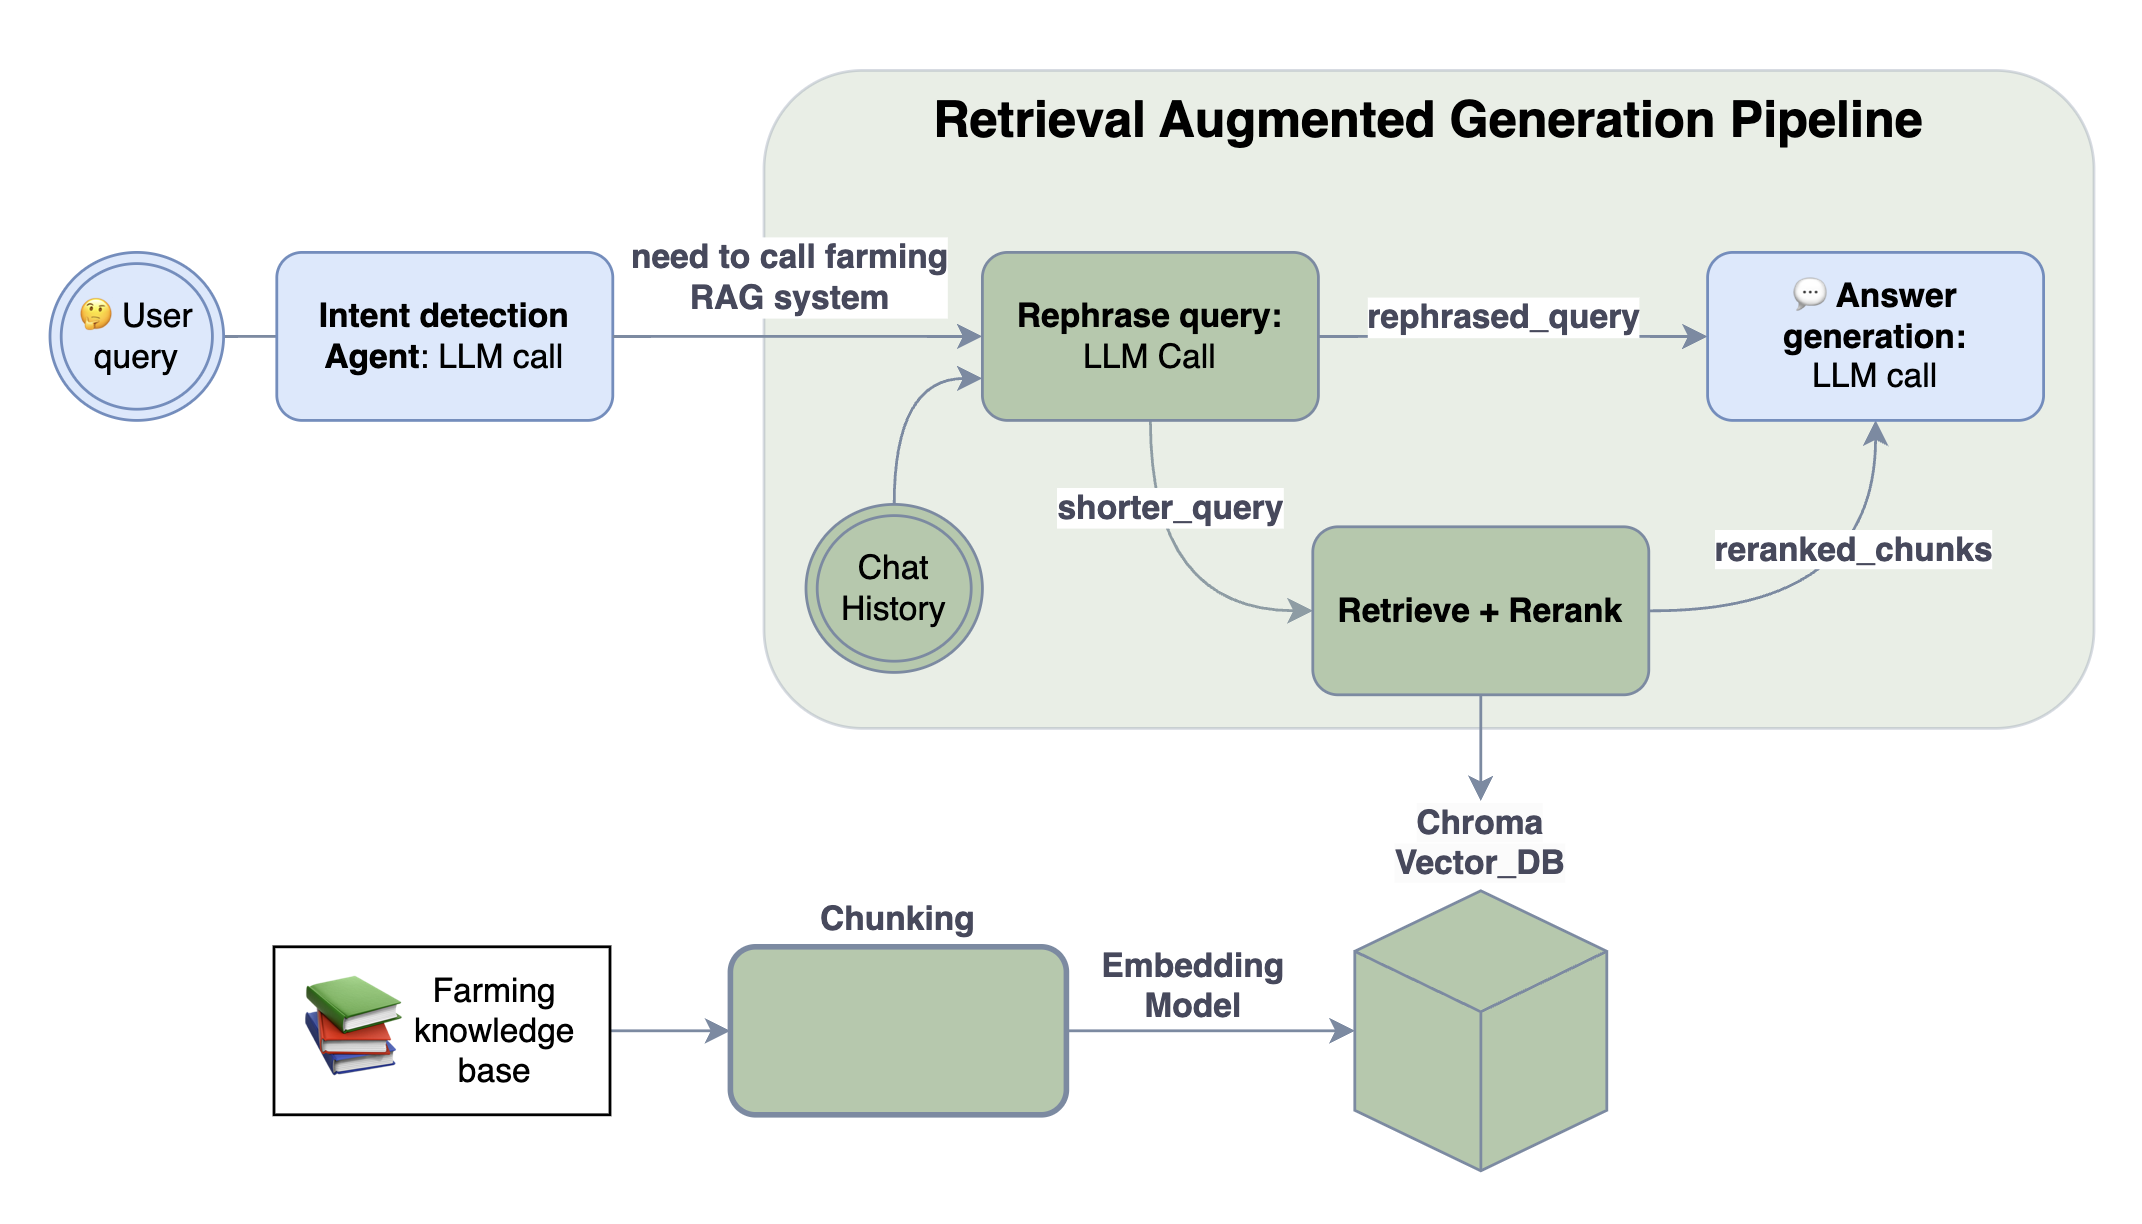 Retrieval Augmented Generation Pipeline
🤔 User
query
Intent detection
Agent: LLM call
need to call farming
RAG system
Rephrase query:
LLM Call
rephrased_query
💬 Answer
generation:
LLM call
Chat
History
shorter_query
Retrieve + Rerank
reranked_chunks
Chroma
Vector_DB
Farming
knowledge
base
Chunking
Embedding
Model